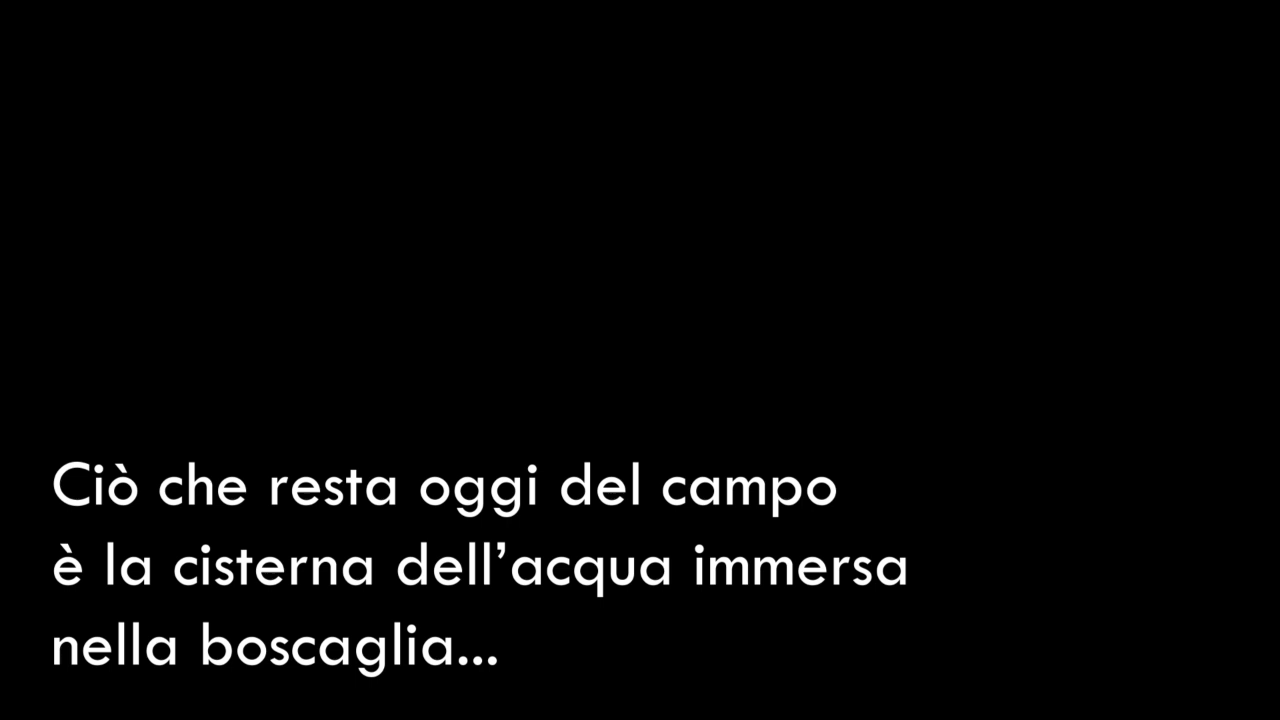 Ciò che resta oggi del campo
è la cisterna dell’acqua immersa
nella boscaglia...